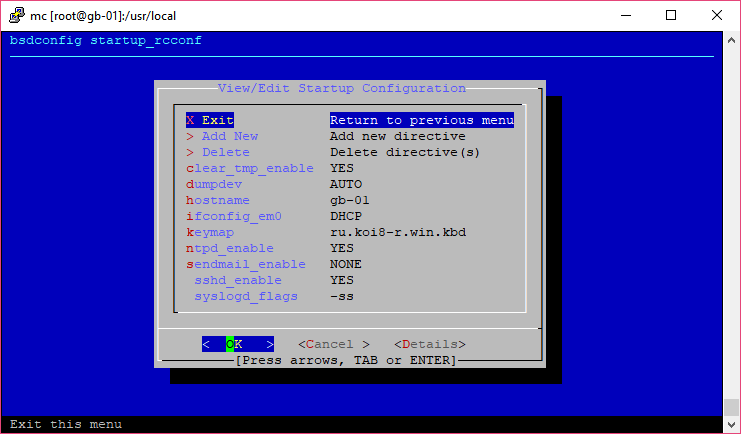 mc [root@gb-01]:/usr/local
bsdconfig startup_rcconf
View/Edit Startup Configuration
X Exit Return to previous menu
> Add New Add new directive
> Delete Delete directive(s)
clear_tmp_enable YES
dumpdev AUTO
hostname gb-01
ifconfig_em0 DHCP
keymap ru.koi8-r.win.kbd
ntpd_enable YES
sendmail_enable NONE
sshd_enable YES
syslogd_flags -ss
< OK > <Cancel > <Details>
[Press arrows, TAB or ENTER]
Exit this menu